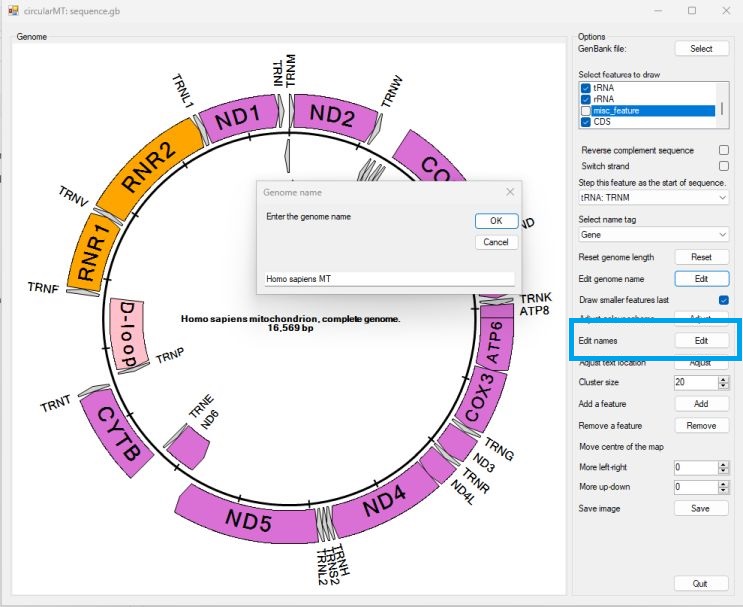 circularMT: sequence.gb
Genome
TRNL1
TRNI
TRNM
TRNW
ND1
ND2
RNR2
TRNV
RNR1
TRNF
D-loop
TRNP
TRNT
CYTB
TRNE
ND6
ND5
TRNL2
TRNS2
TRNH
ND4
ND4L
TRNR
ND3
TRNG
COX3
ATP6
ATP8
TRNK
Homo sapiens mitochondrion, complete genome.
16,569 bp
Genome name
Enter the genome name
OK
Cancel
Homo sapiens MT
Options
GenBank file:
Select
Select features to draw
tRNA
rRNA
misc_feature
CDS
Reverse complement sequence
Switch strand
Step this feature as the start of sequence.
tRNA: TRNM
Select name tag
Gene
Reset genome length
Reset
Edit genome name
Edit
Draw smaller features last
Edit names
Edit
Adjust text location
Adjust
Cluster size
20
Add a feature
Add
Remove a feature
Remove
Move centre of the map
More left-right
0
More up-down
0
Save image
Save
Quit